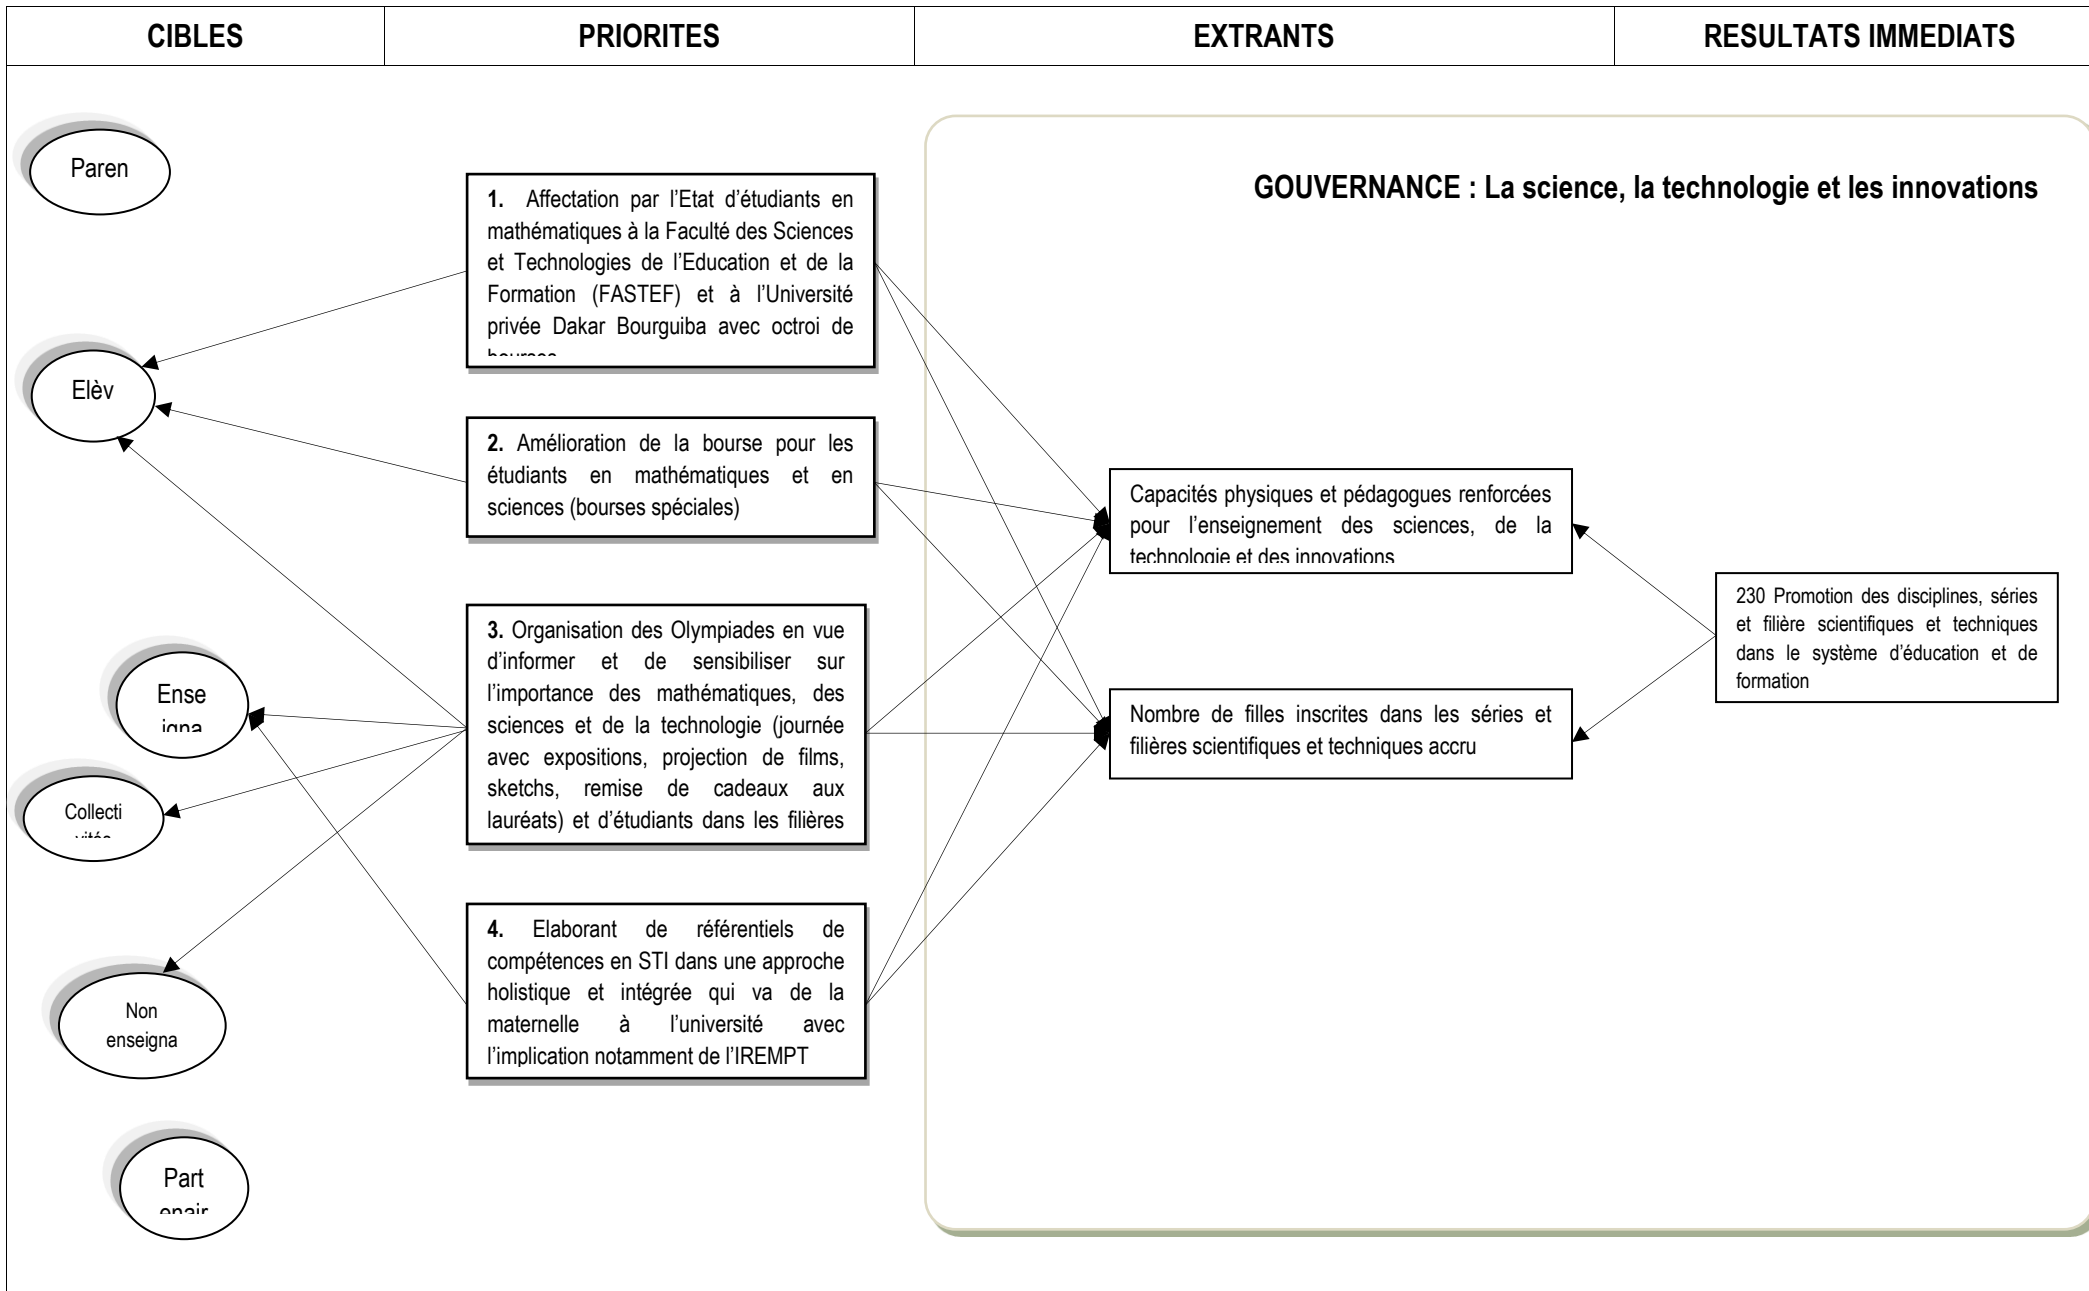 CIBLES
PRIORITES
EXTRANTS
RESULTATS IMMEDIATS
Paren
Elèv
Ense
igna
Collecti
vités
Non
enseigna
Part
enair
1. Affectation par l’Etat d’étudiants en
mathématiques à la Faculté des Sciences
et Technologies de l’Education et de la
Formation (FASTEF) et à l’Université
privée Dakar Bourguiba avec octroi de
bourses
2. Amélioration de la bourse pour les
étudiants en mathématiques et en
sciences (bourses spéciales)
3. Organisation des Olympiades en vue
d’informer et de sensibiliser sur
l’importance des mathématiques, des
sciences et de la technologie (journée
avec expositions, projection de films,
sketchs, remise de cadeaux aux
lauréats) et d’étudiants dans les filières
4. Elaborant de référentiels de
compétences en STI dans une approche
holistique et intégrée qui va de la
maternelle à l’université avec
l’implication notamment de l’IREMPT
GOUVERNANCE : La science, la technologie et les innovations
Capacités physiques et pédagogues renforcées
pour l’enseignement des sciences, de la
technologie et des innovations
Nombre de filles inscrites dans les séries et
filières scientifiques et techniques accru
230 Promotion des disciplines, séries
et filière scientifiques et techniques
dans le système d’éducation et de
formation